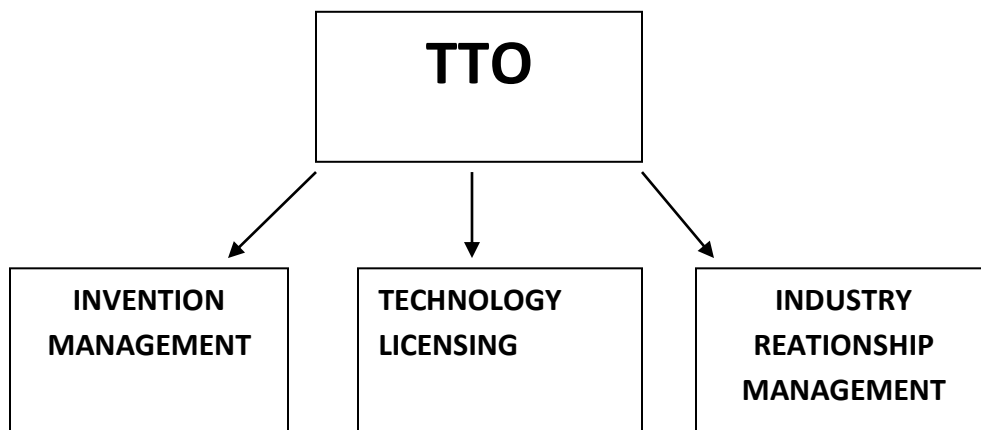 TTO
INVENTION
MANAGEMENT
TECHNOLOGY
LICENSING
INDUSTRY
REATIONSHIP
MANAGEMENT